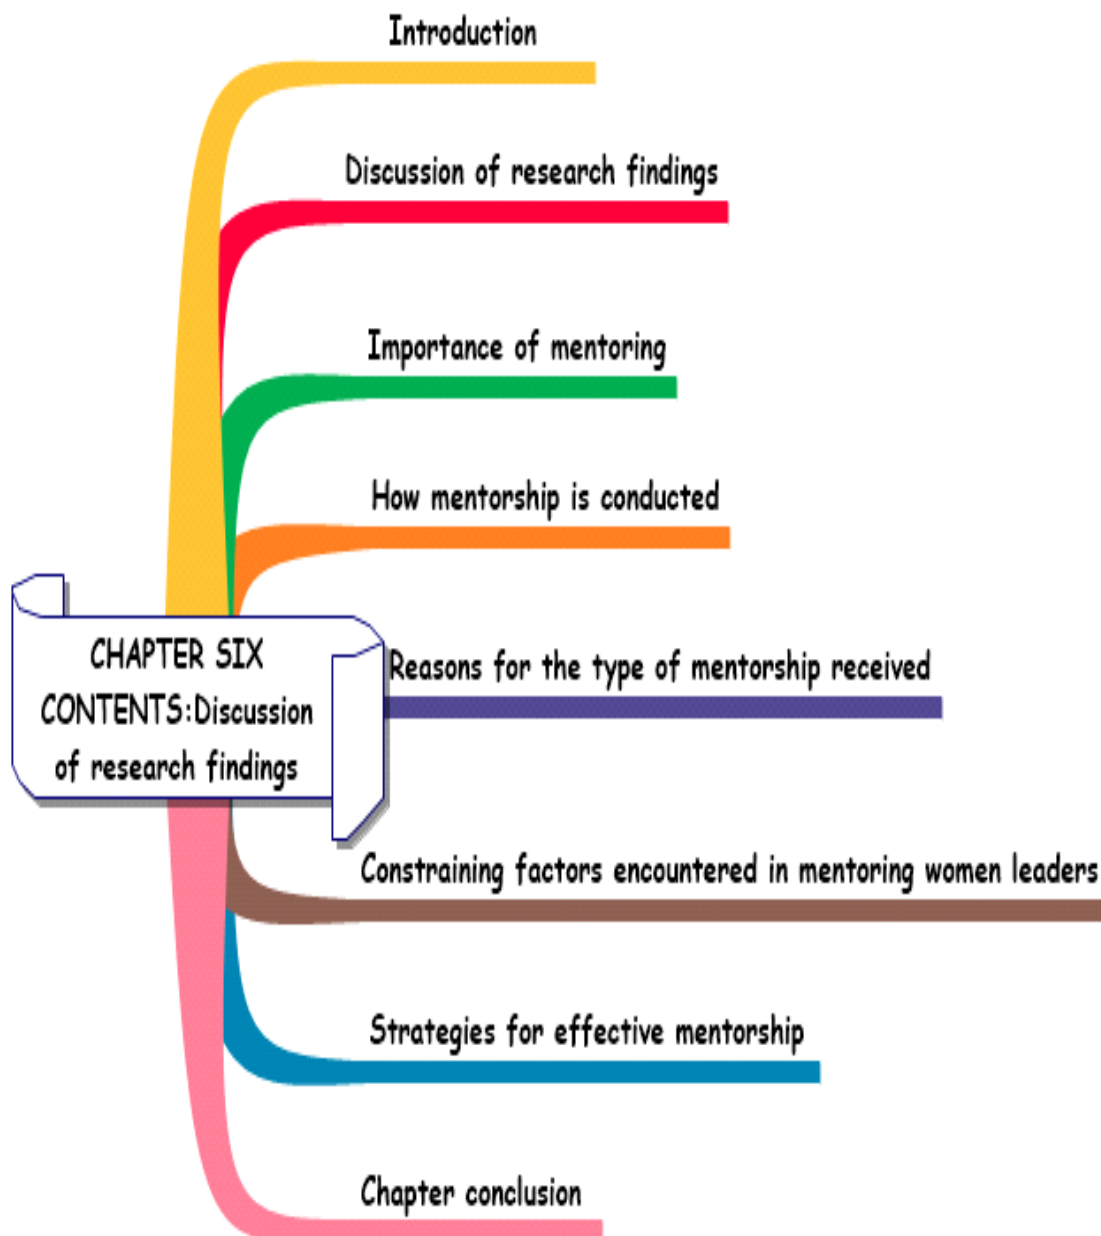 Introduction
Discussion of research findings
Importance of mentoring
How mentorship is conducted
CHAPTER SIX
CONTENTS:Discussion
of research findings
Reasons for the type of mentorship received
Constraining factors encountered in mentoring women leaders
Strategies for effective mentorship
Chapter conclusion